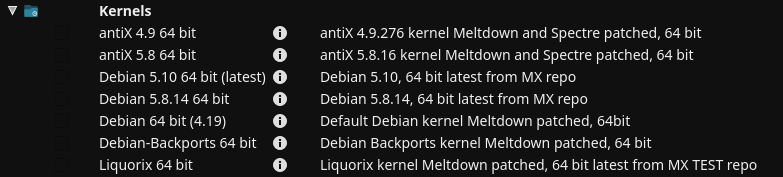 Kernels
antiX 4.9 64 bit antiX 4.9.276 kernel Meltdown and Spectre patched, 64 bit
antiX 5.8 64 bit antiX 5.8.16 kernel Meltdown and Spectre patched, 64 bit
Debian 5.10 64 bit (latest) Debian 5.10, 64 bit latest from MX repo
Debian 5.8.14 64 bit Debian 5.8.14, 64 bit latest from MX repo
Debian 64 bit (4.19) Default Debian kernel Meltdown patched, 64bit
Debian-Backports 64 bit Debian Backports kernel Meltdown patched, 64 bit
Liquorix 64 bit Liquorix kernel Meltdown patched, 64 bit latest from MX TEST repo